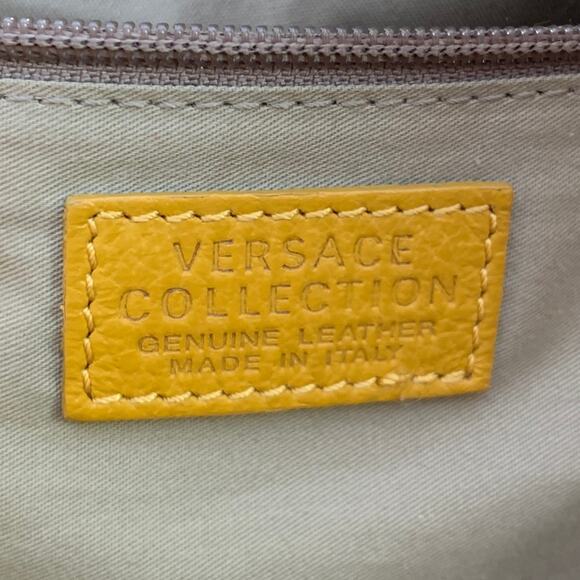 VERSACE
COLLECTION
GENUINE LEATHER
MADE IN ITALY